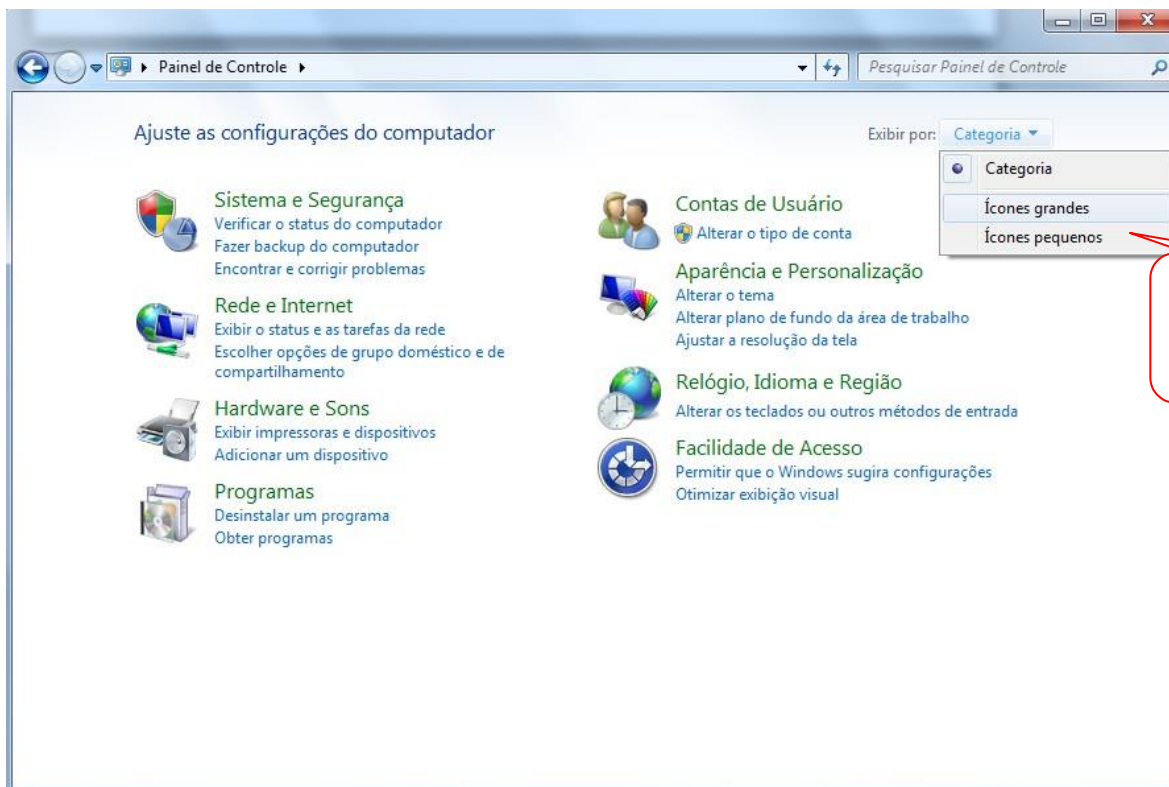 Painel de Controle
Pesquisar Painel de Controle
Ajuste as configurações do computador
Exibir por: Categoria
Categoria
Ícones grandes
Ícones pequenos
Sistema e Segurança
Verificar o status do computador
Fazer backup do computador
Encontrar e corrigir problemas
Rede e Internet
Exibir o status e as tarefas da rede
Escolher opções de grupo doméstico e de
compartilhamento
Hardware e Sons
Exibir impressoras e dispositivos
Adicionar um dispositivo
Programas
Desinstalar um programa
Obter programas
Contas de Usuário
Alterar o tipo de conta
Aparência e Personalização
Alterar o tema
Alterar plano de fundo da área de trabalho
Ajustar a resolução da tela
Relógio, Idioma e Região
Alterar os teclados ou outros métodos de entrada
Facilidade de Acesso
Permitir que o Windows sugira configurações
Otimizar exibição visual